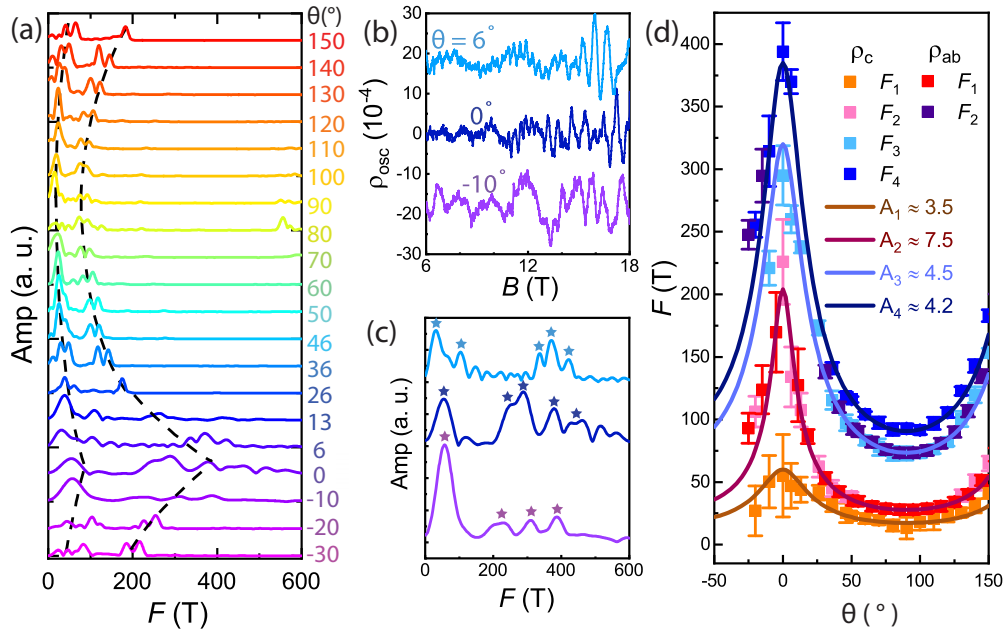 (a)
θ(°)
150
140
130
120
110
100
90
80
70
60
50
46
36
26
13
6
0
-10
-20
-30
Amp (a. u.)
0 200 400 600
F (T)
(b)
θ = 6°
0°
-10°
30
20
10
0
-10
-20
-30
ρosc (10-4)
6 12 18
B (T)
(c)
Amp (a. u.)
0 200 400 600
F (T)
(d)
400
350
300
250
200
150
100
50
0
F (T)
ρc ρab
F1 F1
F2 F2
F3
F4
A1 ≈ 3.5
A2 ≈ 7.5
A3 ≈ 4.5
A4 ≈ 4.2
-50 0 50 100 150
θ (°)